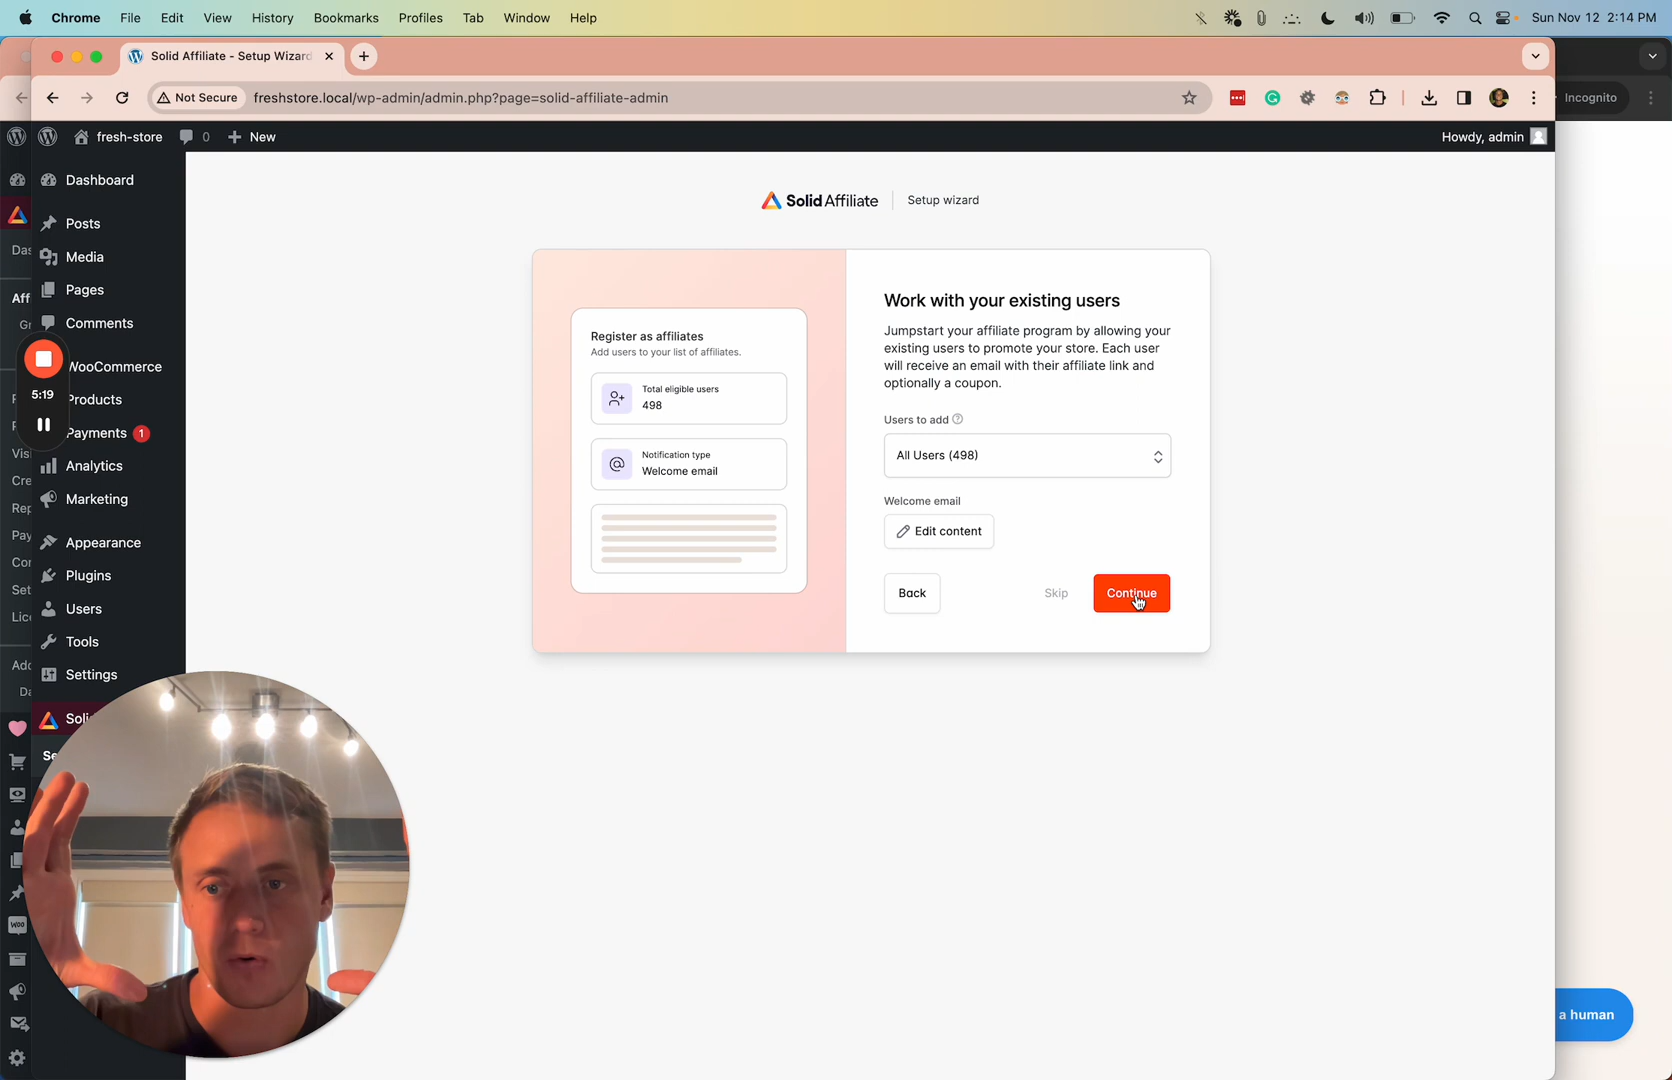 Chrome File Edit View History Bookmarks Profiles Tab Window Help Sun Nov 12 2:14 PM
Solid Affiliate - Setup Wizard
Not Secure freshstore.local/wp-admin/admin.php?page=solid-affiliate-admin Incognito
fresh-store 0 + New Howdy, admin
Dashboard
Posts
Media
Pages
Comments
WooCommerce
Products
Payments 1
Analytics
Marketing
Appearance
Plugins
Users
Tools
Settings
5:19
Solid Affiliate Setup wizard
Register as affiliates
Add users to your list of affiliates.
Total eligible users
498
Notification type
Welcome email
Work with your existing users
Jumpstart your affiliate program by allowing your
existing users to promote your store. Each user
will receive an email with their affiliate link and
optionally a coupon.
Users to add
All Users (498)
Welcome email
Edit content
Back Skip Continue
a human